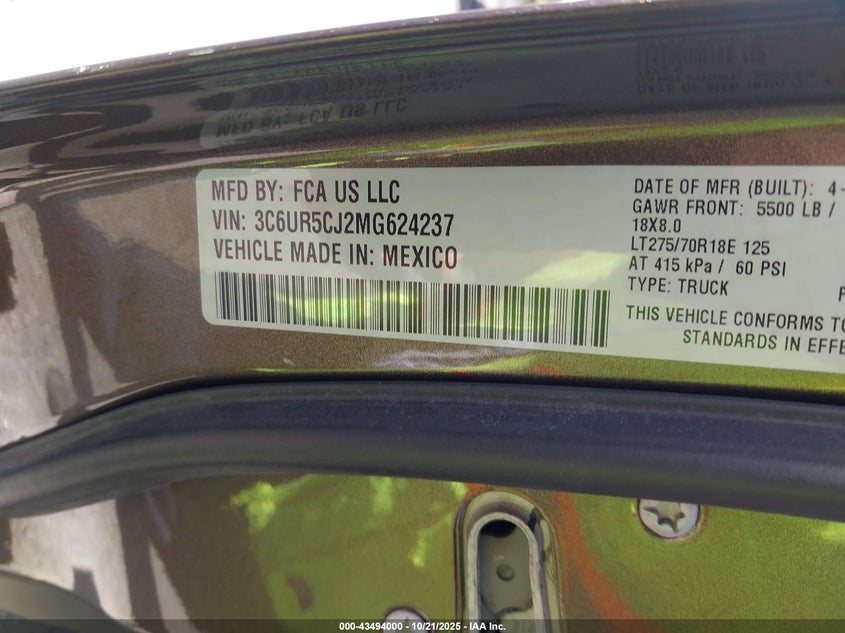 MFD BY: FCA US LLC
VIN: 3C6UR5CJ2MG624237
VEHICLE MADE IN: MEXICO
DATE OF MFR (BUILT): 4-
GAWR FRONT: 5500 LB /
18X8.0
LT275/70R18E 125
AT 415 kPa / 60 PSI
TYPE: TRUCK
THIS VEHICLE CONFORMS TO
STANDARDS IN EFFE
000-43494000 - 10/21/2025 - IAA Inc.